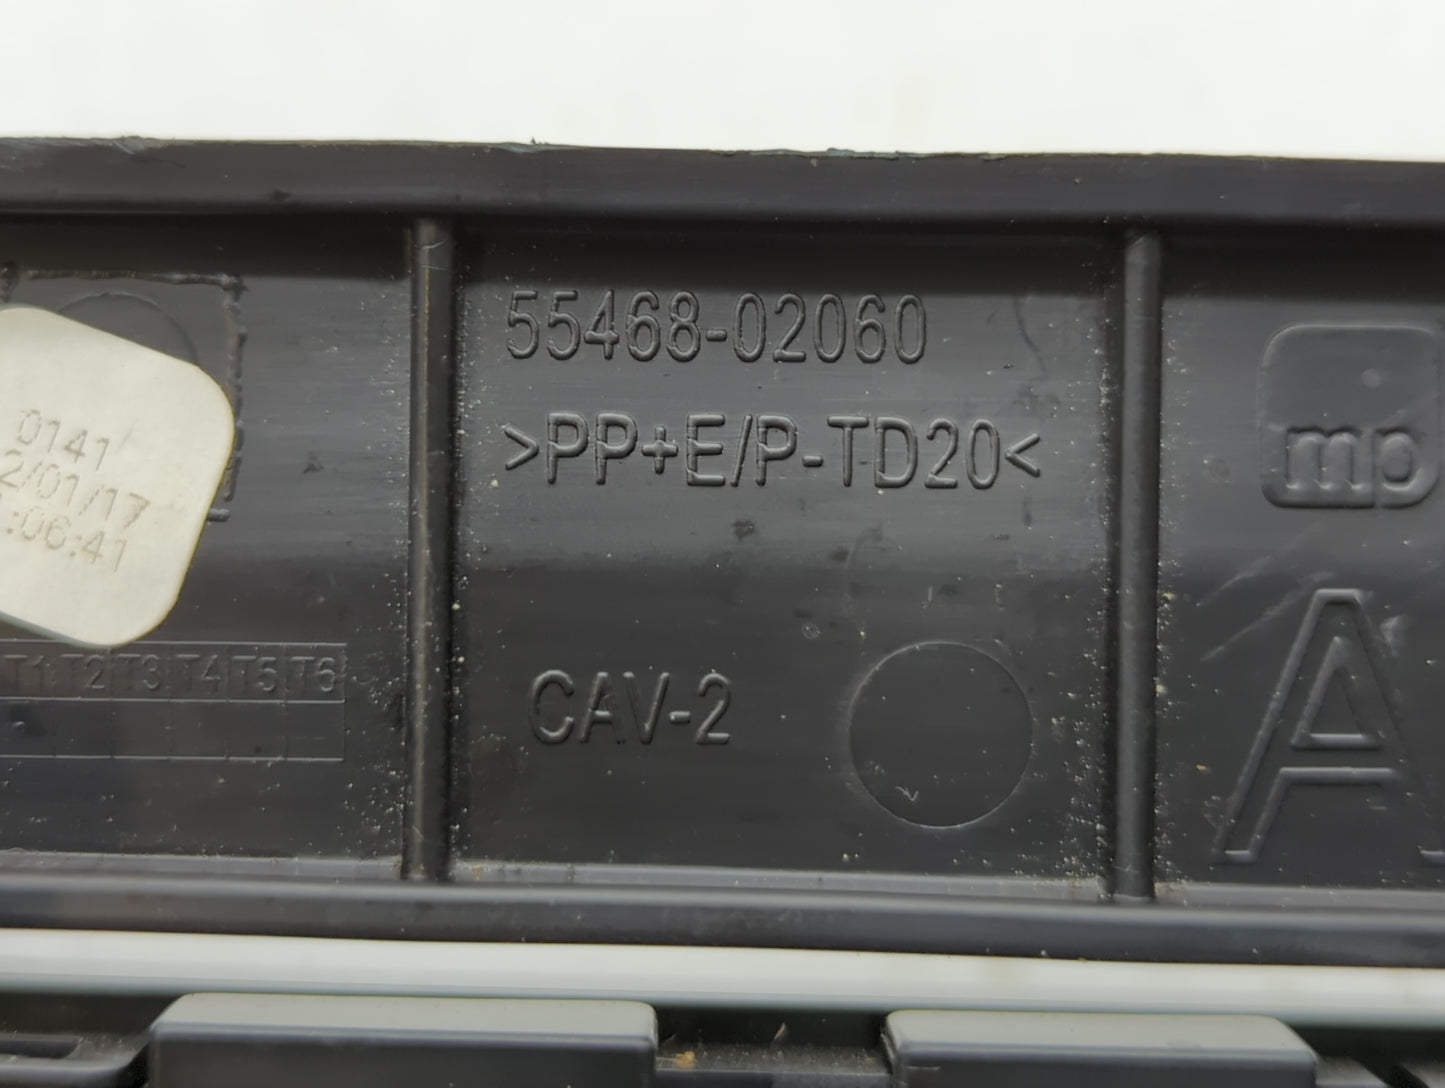 55468-02060
>PP+E/P-TD20<
CAV-2
0141
2/01/17
:06:41
T1 T2 T3 T4 T5 T6
mp
A